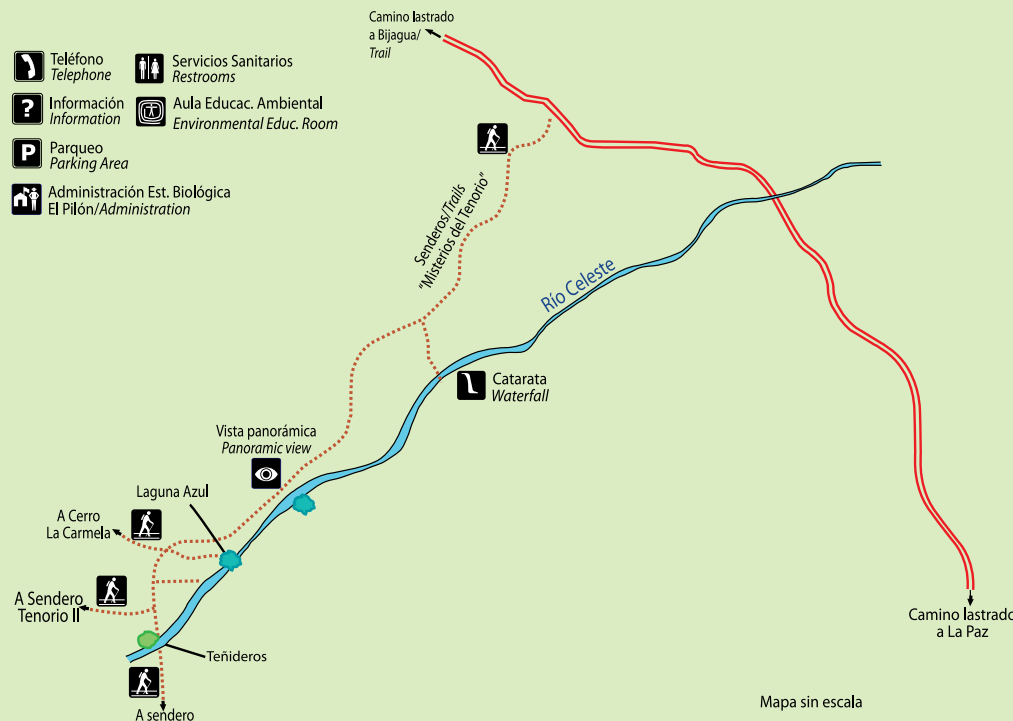 Camino lastrado
a Bijagua/
Trail
Teléfono
Telephone
Servicios Sanitarios
Restrooms
?
Información
Information
Aula Educac. Ambiental
Environmental Educ. Room
P
Parqueo
Parking Area
Administración Est. Biológica
El Pilón/Administration
Senderos/Trails
"Misterios del Tenorio"
Río Celeste
Catarata
Waterfall
Vista panorámica
Panoramic view
Laguna Azul
A Cerro
La Carmela
A Sendero
Tenorio II
Teñideros
A sendero
Camino lastrado
a La Paz
Mapa sin escala